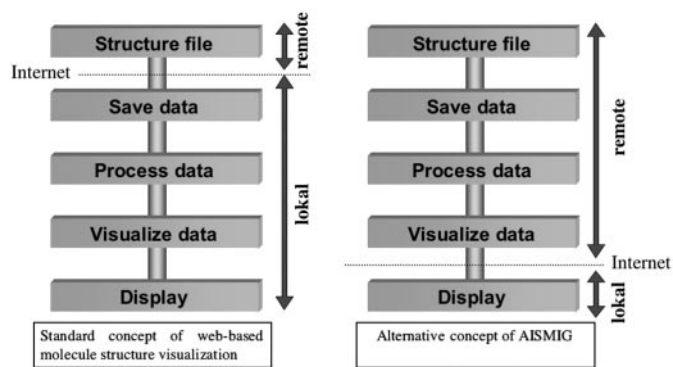 Structure file
remote
Internet
Save data
Process data
lokal
Visualize data
Display
Standard concept of web-based
molecule structure visualization
Structure file
Save data
remote
Process data
Visualize data
Internet
Display
lokal
Alternative concept of AISMIG